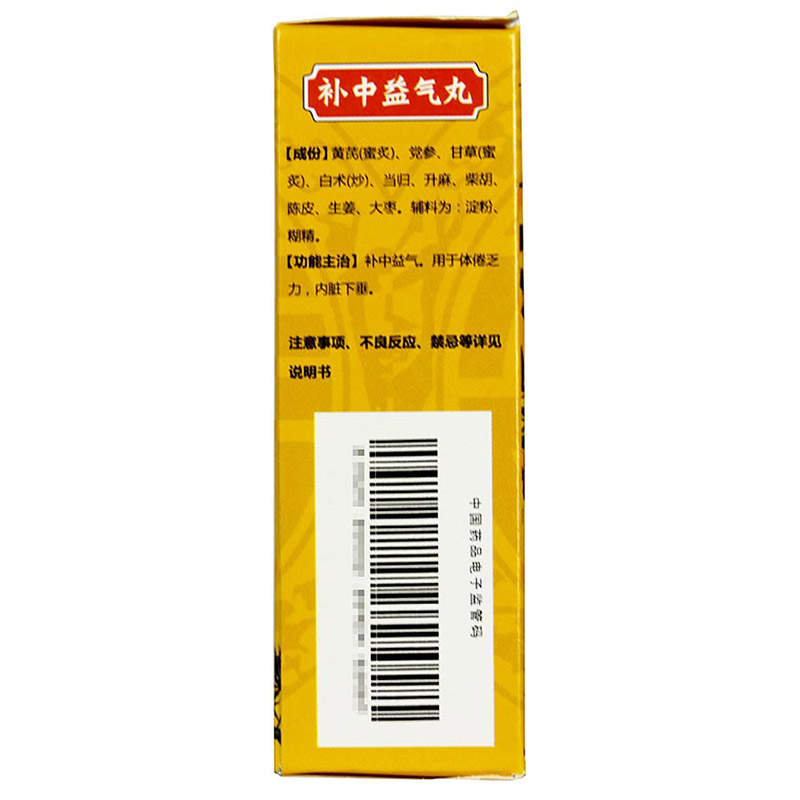 补中益气丸
【成份】黄芪(蜜炙)、党参、甘草(蜜
炙)、白术(炒)、当归、升麻、柴胡、
陈皮、生姜、大枣。辅料为：淀粉、
糊精。
【功能主治】补中益气。用于体倦乏
力，内脏下垂。
注意事项、不良反应、禁忌等详见
说明书
中国药品电子监管码